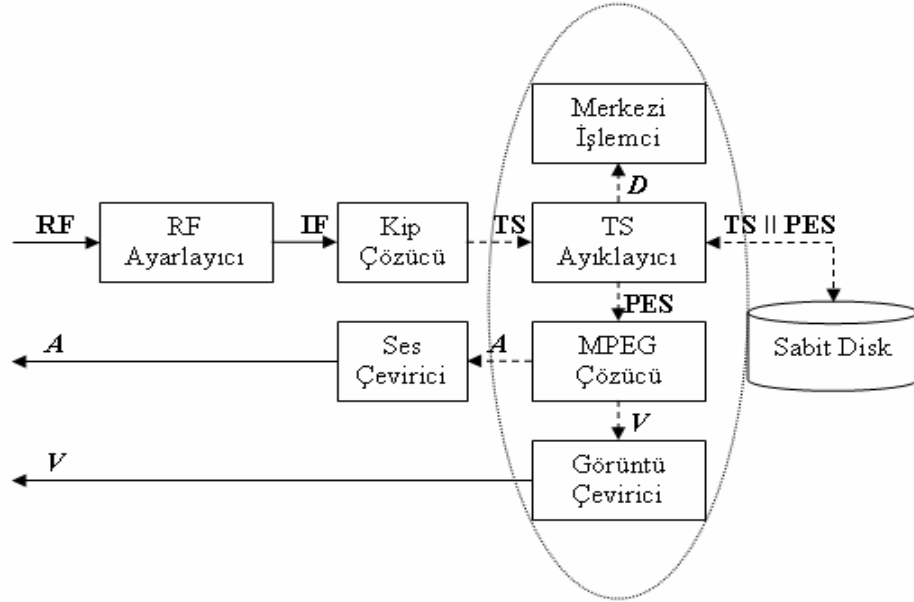 Merkezi
İşlemci
D
RF
RF
Ayarlayıcı
IF
Kip
Çözücü
TS
TS
Ayıklayıcı
TS || PES
PES
Sabit Disk
A
Ses
Çevirici
A
MPEG
Çözücü
V
V
Görüntü
Çevirici